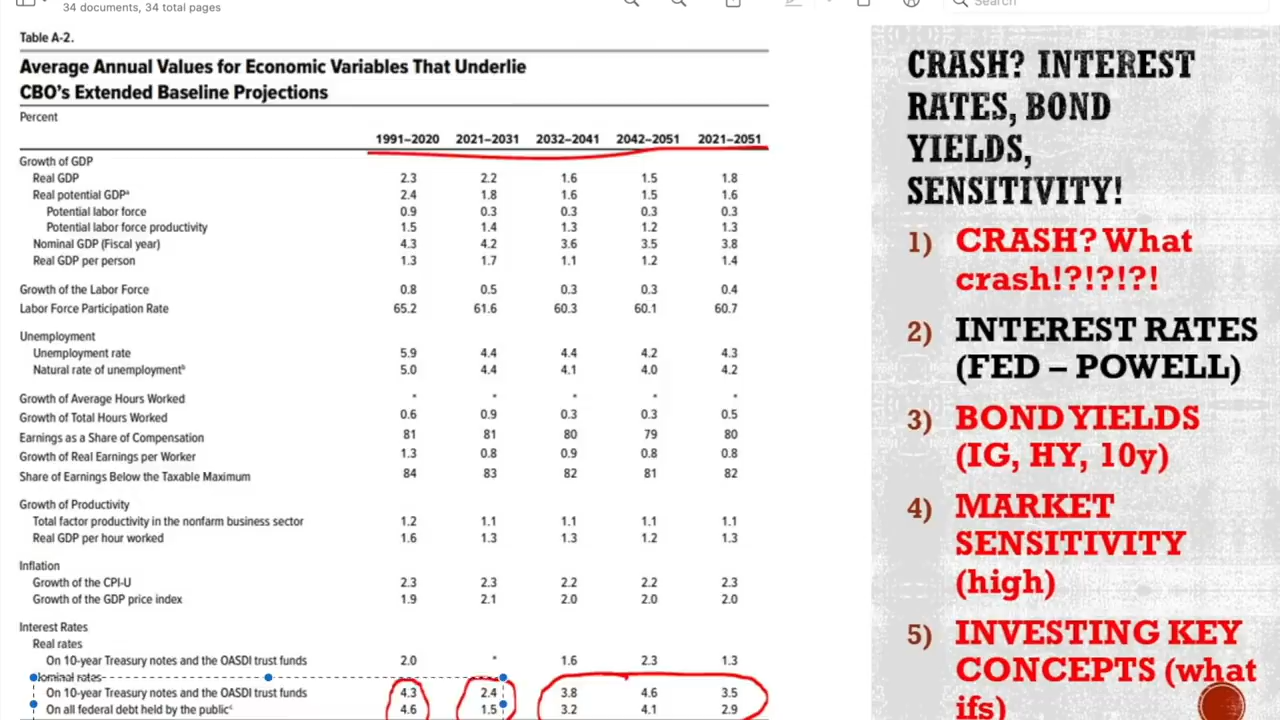 34 documents, 34 total pages
Search
Table A-2.
Average Annual Values for Economic Variables That Underlie
CBO's Extended Baseline Projections
Percent
1991–2020 2021–2031 2032–2041 2042–2051 2021–2051
Growth of GDP
Real GDP 2.3 2.2 1.6 1.5 1.8
Real potential GDPᵃ 2.4 1.8 1.6 1.5 1.6
Potential labor force 0.9 0.3 0.3 0.3 0.3
Potential labor force productivity 1.5 1.4 1.3 1.2 1.3
Nominal GDP (Fiscal year) 4.3 4.2 3.6 3.5 3.8
Real GDP per person 1.3 1.7 1.1 1.2 1.4
Growth of the Labor Force 0.8 0.5 0.3 0.3 0.4
Labor Force Participation Rate 65.2 61.6 60.3 60.1 60.7
Unemployment
Unemployment rate 5.9 4.4 4.4 4.2 4.3
Natural rate of unemploymentᵇ 5.0 4.4 4.1 4.0 4.2
Growth of Average Hours Worked * * * * *
Growth of Total Hours Worked 0.6 0.9 0.3 0.3 0.5
Earnings as a Share of Compensation 81 81 80 79 80
Growth of Real Earnings per Worker 1.3 0.8 0.9 0.8 0.8
Share of Earnings Below the Taxable Maximum 84 83 82 81 82
Growth of Productivity
Total factor productivity in the nonfarm business sector 1.2 1.1 1.1 1.1 1.1
Real GDP per hour worked 1.6 1.3 1.3 1.2 1.3
Inflation
Growth of the CPI-U 2.3 2.3 2.2 2.2 2.3
Growth of the GDP price index 1.9 2.1 2.0 2.0 2.0
Interest Rates
Real rates
On 10-year Treasury notes and the OASDI trust funds 2.0 * 1.6 2.3 1.3
Nominal rates
On 10-year Treasury notes and the OASDI trust funds 4.3 2.4 3.8 4.6 3.5
On all federal debt held by the publicᶜ 4.6 1.5 3.2 4.1 2.9
CRASH? INTEREST
RATES, BOND
YIELDS,
SENSITIVITY!
1) CRASH? What
crash!?!?!?!
2) INTEREST RATES
(FED – POWELL)
3) BOND YIELDS
(IG, HY, 10y)
4) MARKET
SENSITIVITY
(high)
5) INVESTING KEY
CONCEPTS (what
ifs)